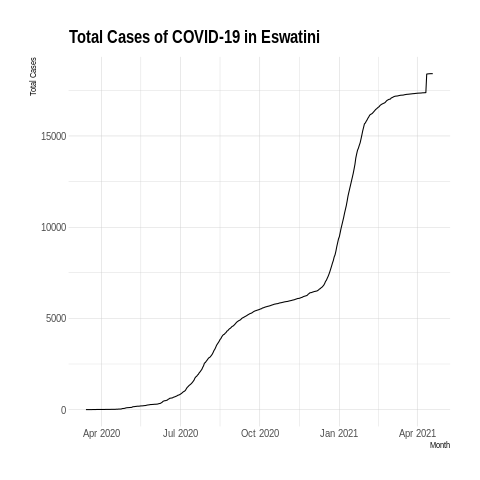 Total Cases of COVID-19 in Eswatini
Total Cases
15000
10000
5000
0
Apr 2020 Jul 2020 Oct 2020 Jan 2021 Apr 2021
Month